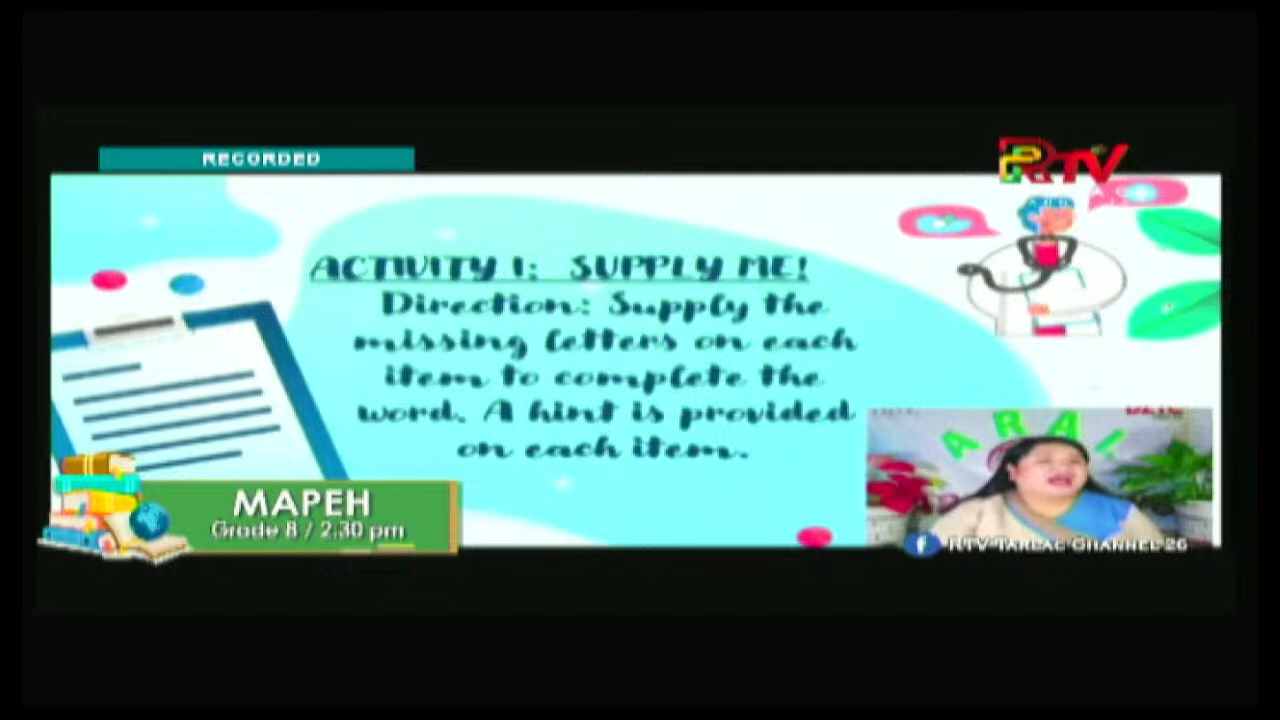 RECORDED
RTV
ACTIVITY 1: SUPPLY ME!
Direction: Supply the
missing letters on each
item to complete the
word. A hint is provided
on each item.
ARAL
MAPEH
Grade 8 / 2:30 pm
RTV TARLAC CHANNEL 26